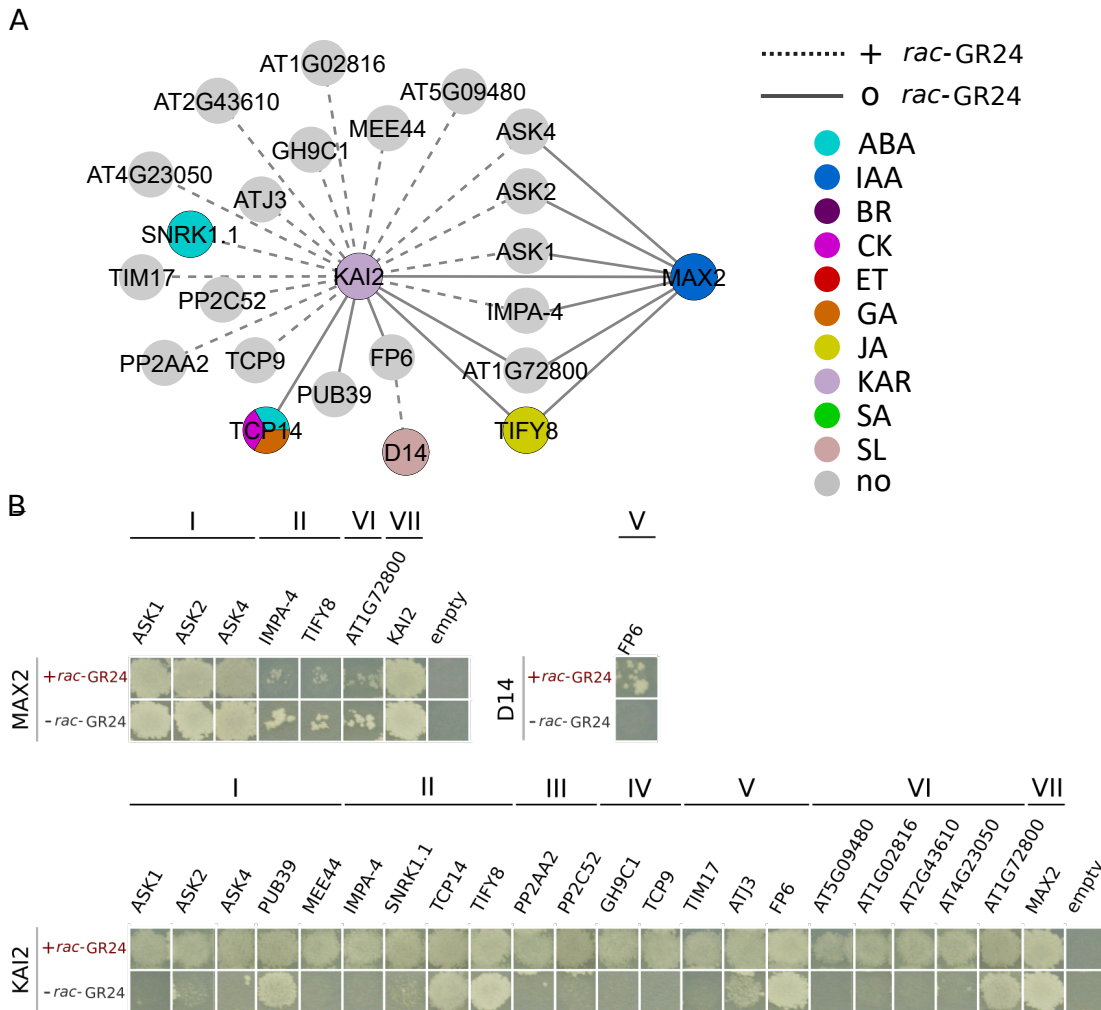 A
AT1G02816
AT2G43610
AT5G09480
MEE44
ASK4
GH9C1
AT4G23050
ATJ3
ASK2
SNRK1.1
ASK1
TIM17
KAI2
MAX2
PP2C52
IMPA-4
PP2AA2
TCP9
FP6
AT1G72800
PUB39
TCP14
D14
TIFY8
+ rac-GR24
o rac-GR24
ABA
IAA
BR
CK
ET
GA
JA
KAR
SA
SL
no
B
I II VI VII
ASK1 ASK2 ASK4 IMPA-4 TIFY8 AT1G72800 KAI2 empty
MAX2
+rac-GR24
-rac-GR24
V
FP6
D14
+rac-GR24
-rac-GR24
I II III IV V VI VII
ASK1 ASK2 ASK4 PUB39 MEE44 IMPA-4 SNRK1.1 TCP14 TIFY8 PP2AA2 PP2C52 GH9C1 TCP9 TIM17 ATJ3 FP6 AT5G09480 AT1G02816 AT2G43610 AT4G23050 AT1G72800 MAX2 empty
KAI2
+rac-GR24
-rac-GR24